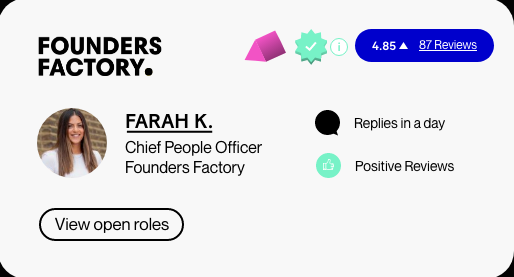 FOUNDERS
FACTORY.
i
4.85 87 Reviews
FARAH K.
Chief People Officer
Founders Factory
Replies in a day
Positive Reviews
View open roles